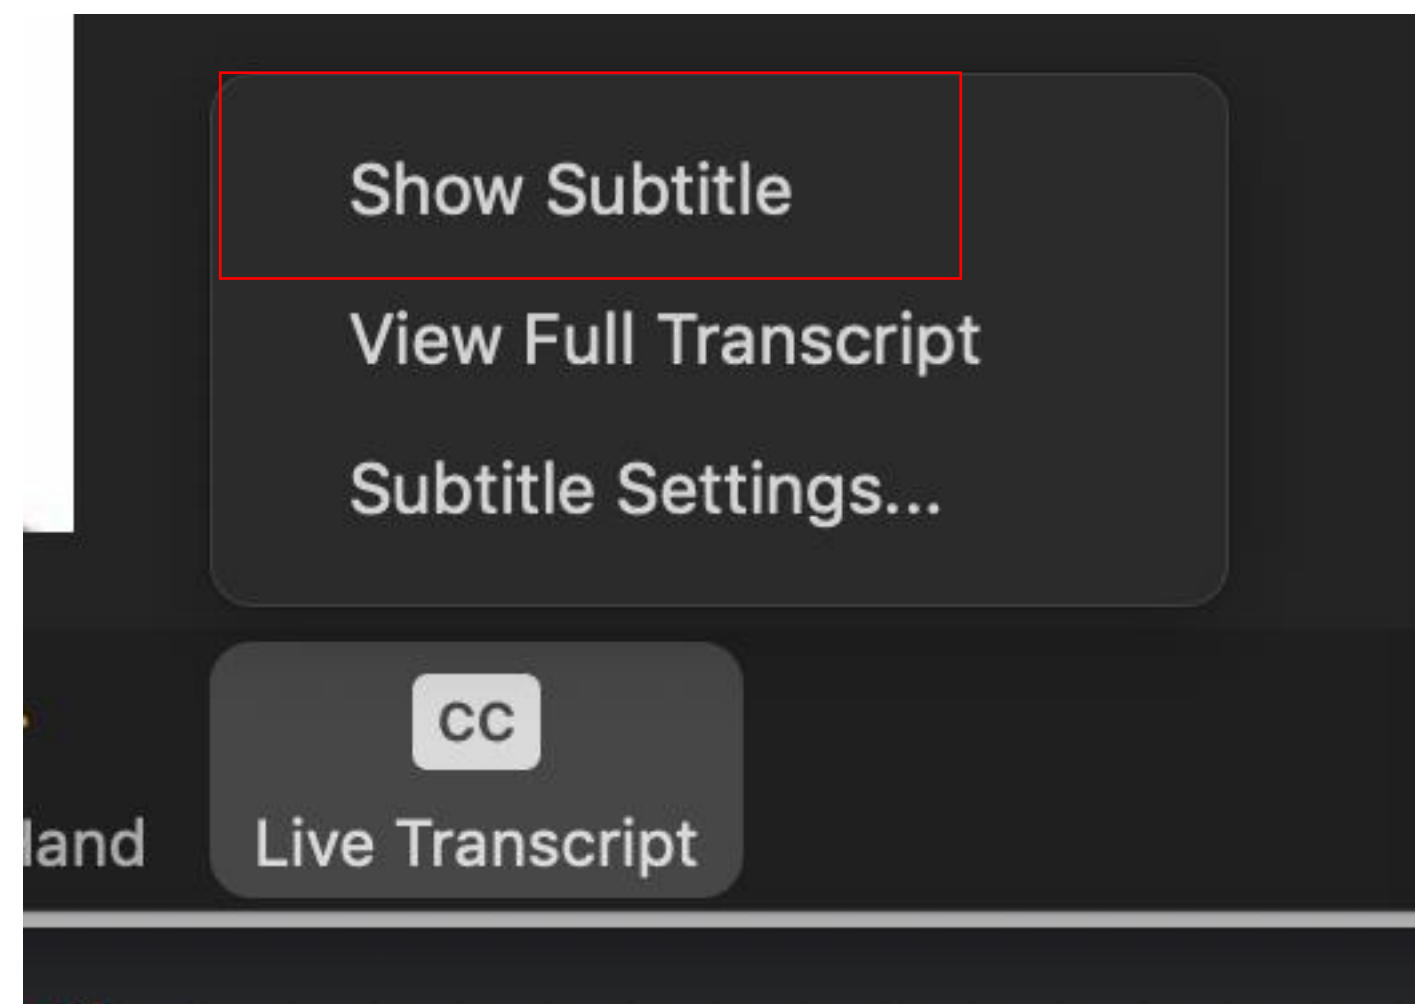 Show Subtitle
View Full Transcript
Subtitle Settings...
CC
Live Transcript